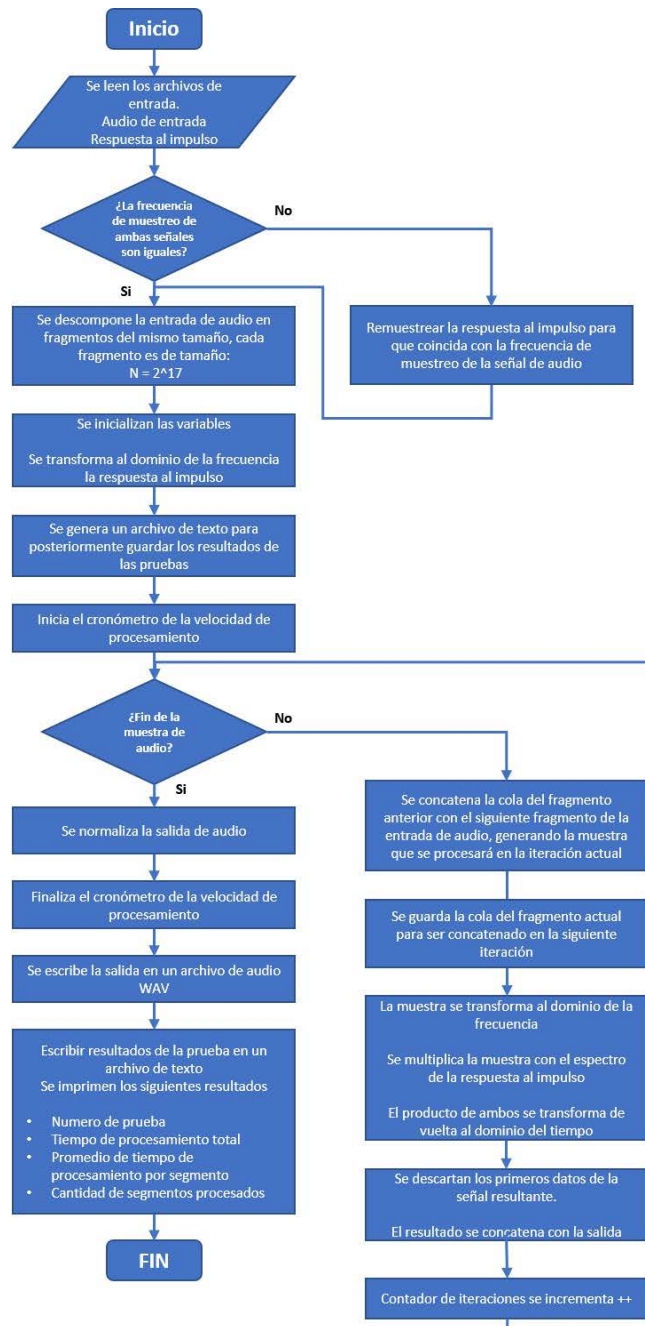 Inicio
Se leen los archivos de
entrada.
Audio de entrada
Respuesta al impulso
¿La frecuencia
de muestreo de
ambas señales
son iguales?
No
Si
Remuestrear la respuesta al impulso para
que coincida con la frecuencia de
muestreo de la señal de audio
Se descompone la entrada de audio en
fragmentos del mismo tamaño, cada
fragmento es de tamaño:
N = 2^17
Se inicializan las variables
Se transforma al dominio de la frecuencia
la respuesta al impulso
Se genera un archivo de texto para
posteriormente guardar los resultados de
las pruebas
Inicia el cronómetro de la velocidad de
procesamiento
¿Fin de la
muestra de
audio?
No
Si
Se normaliza la salida de audio
Finaliza el cronómetro de la velocidad de
procesamiento
Se escribe la salida en un archivo de audio
WAV
Escribir resultados de la prueba en un
archivo de texto
Se imprimen los siguientes resultados
• Numero de prueba
• Tiempo de procesamiento total
• Promedio de tiempo de
procesamiento por segmento
• Cantidad de segmentos procesados
FIN
Se concatena la cola del fragmento
anterior con el siguiente fragmento de la
entrada de audio, generando la muestra
que se procesará en la iteración actual
Se guarda la cola del fragmento actual
para ser concatenado en la siguiente
iteración
La muestra se transforma al dominio de la
frecuencia
Se multiplica la muestra con el espectro
de la respuesta al impulso
El producto de ambos se transforma de
vuelta al dominio del tiempo
Se descartan los primeros datos de la
señal resultante.
El resultado se concatena con la salida
Contador de iteraciones se incrementa ++